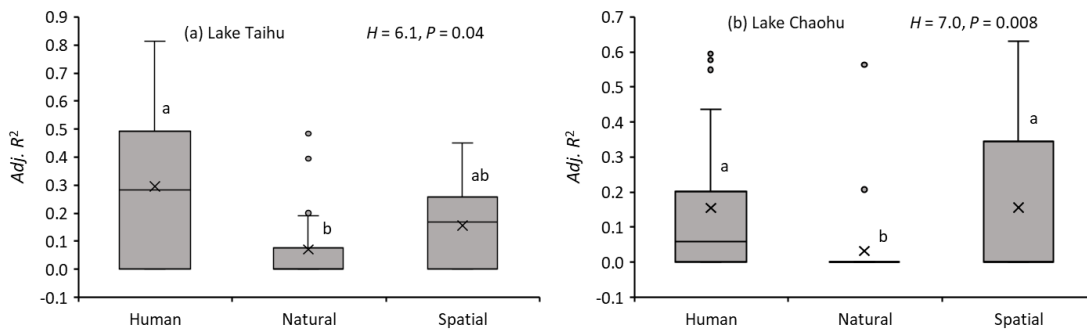 (a) Lake Taihu
H = 6.1, P = 0.04
Adj. R²
0.9
0.8
0.7
0.6
0.5
0.4
0.3
0.2
0.1
0.0
-0.1
a
b
ab
Human Natural Spatial
(b) Lake Chaohu
H = 7.0, P = 0.008
Adj. R²
0.7
0.6
0.5
0.4
0.3
0.2
0.1
0.0
-0.1
a
b
a
Human Natural Spatial